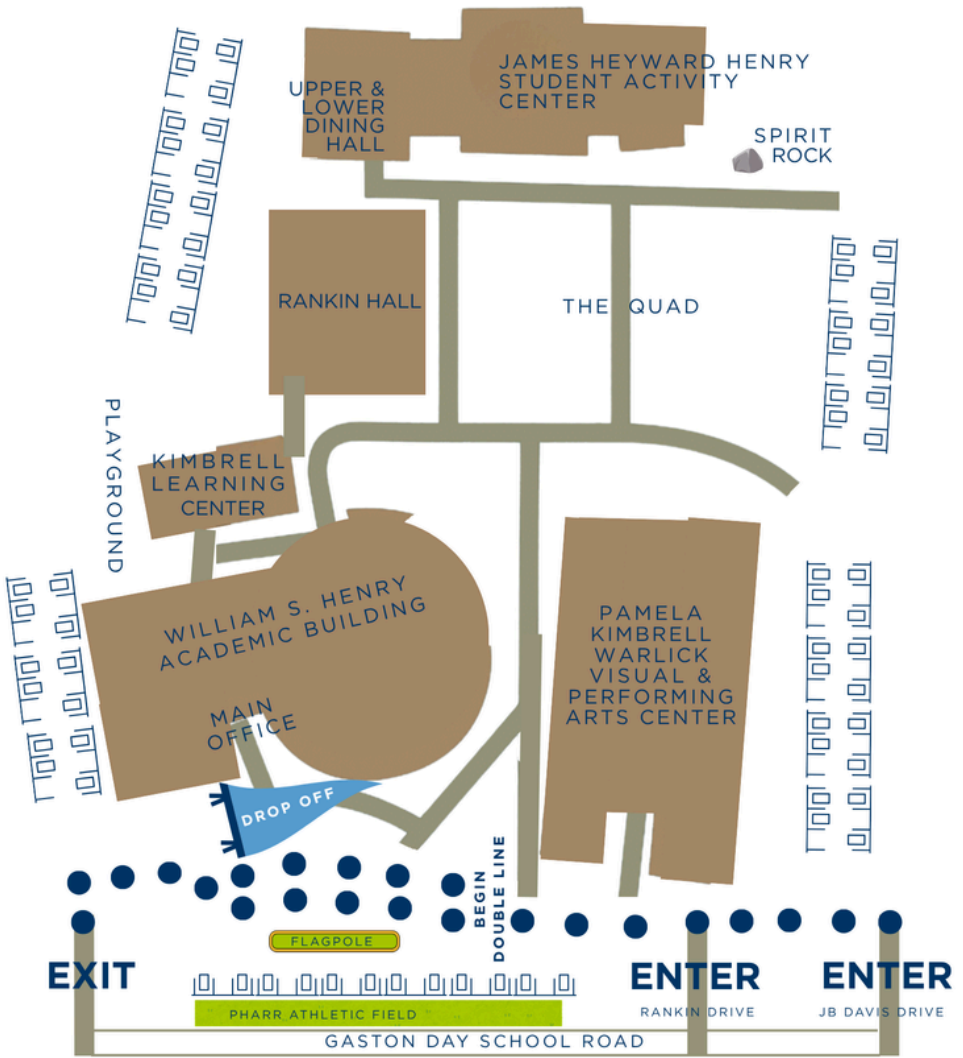 JAMES HEYWARD HENRY
STUDENT ACTIVITY
CENTER
UPPER &
LOWER
DINING
HALL
SPIRIT
ROCK
RANKIN HALL
THE QUAD
PLAYGROUND
KIMBRELL
LEARNING
CENTER
WILLIAM S. HENRY
ACADEMIC BUILDING
MAIN
OFFICE
PAMELA
KIMBRELL
WARLICK
VISUAL &
PERFORMING
ARTS CENTER
DROP OFF
BEGIN
DOUBLE LINE
FLAGPOLE
EXIT
ENTER
RANKIN DRIVE
ENTER
JB DAVIS DRIVE
PHARR ATHLETIC FIELD
GASTON DAY SCHOOL ROAD